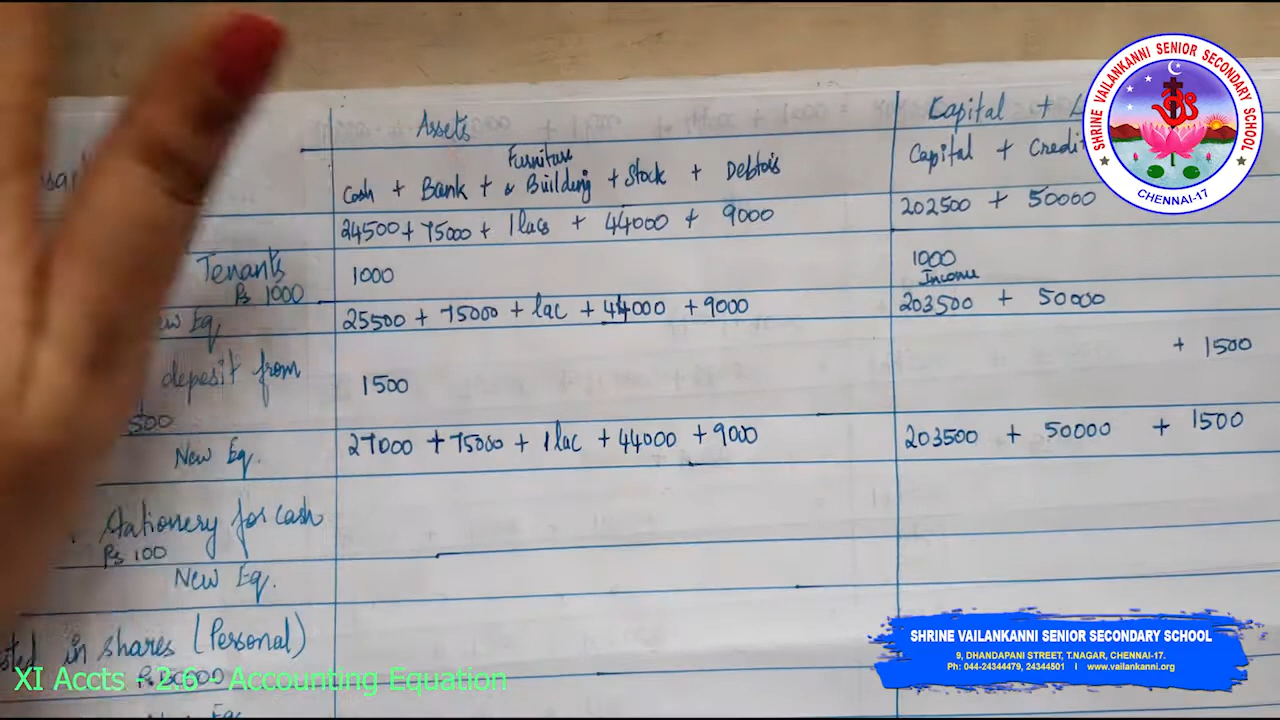 Assets
Capital + L
Furniture
Cash + Bank + & Building + Stock + Debtors
Capital + Credit
24500 + 75000 + 1 lacs + 44000 + 9000
202500 + 50000
Tenants
Rs 1000
1000
1000
Income
New Eq.
25500 + 75000 + lac + 44000 + 9000
203500 + 50000
deposit from
500
1500
+ 1500
New Eq.
27000 + 75000 + 1 lac + 44000 + 9000
203500 + 50000 + 1500
Stationery for cash
Rs 100
New Eq.
in shares (Personal)
XI Accts - 2.6 - Accounting Equation
SHRINE VAILANKANNI SENIOR SECONDARY SCHOOL
CHENNAI-17
SHRINE VAILANKANNI SENIOR SECONDARY SCHOOL
9, DHANDAPANI STREET, T.NAGAR, CHENNAI-17.
Ph: 044-24344479, 24344501 I www.vailankanni.org